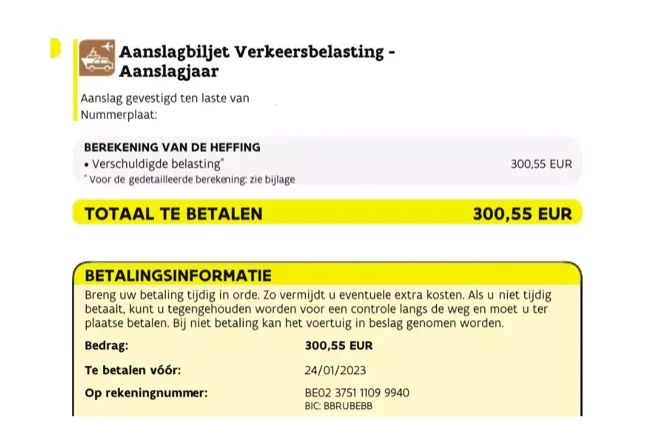 Aanslagbiljet Verkeersbelasting -
Aanslagjaar
Aanslag gevestigd ten laste van
Nummerplaat:
BEREKENING VAN DE HEFFING
• Verschuldigde belasting* 300,55 EUR
* Voor de gedetailleerde berekening: zie bijlage
TOTAAL TE BETALEN 300,55 EUR
BETALINGSINFORMATIE
Breng uw betaling tijdig in orde. Zo vermijdt u eventuele extra kosten. Als u niet tijdig
betaalt, kunt u tegengehouden worden voor een controle langs de weg en moet u ter
plaatse betalen. Bij niet betaling kan het voertuig in beslag genomen worden.
Bedrag: 300,55 EUR
Te betalen vóór: 24/01/2023
Op rekeningnummer: BE02 3751 1109 9940
BIC: BBRUBEBB